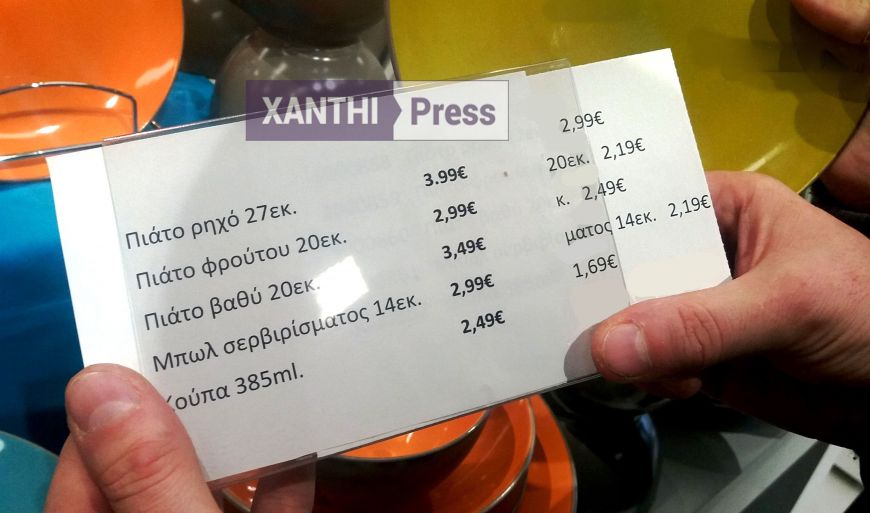 XANTHI Press
Πιάτο ρηχό 27εκ. 3.99€
Πιάτο φρούτου 20εκ. 2,99€
Πιάτο βαθύ 20εκ. 3,49€
Μπωλ σερβιρίσματος 14εκ. 2,99€
Κούπα 385ml. 2,49€
2,99€
20εκ. 2,19€
κ. 2,49€
ματος 14εκ. 2,19€
1,69€